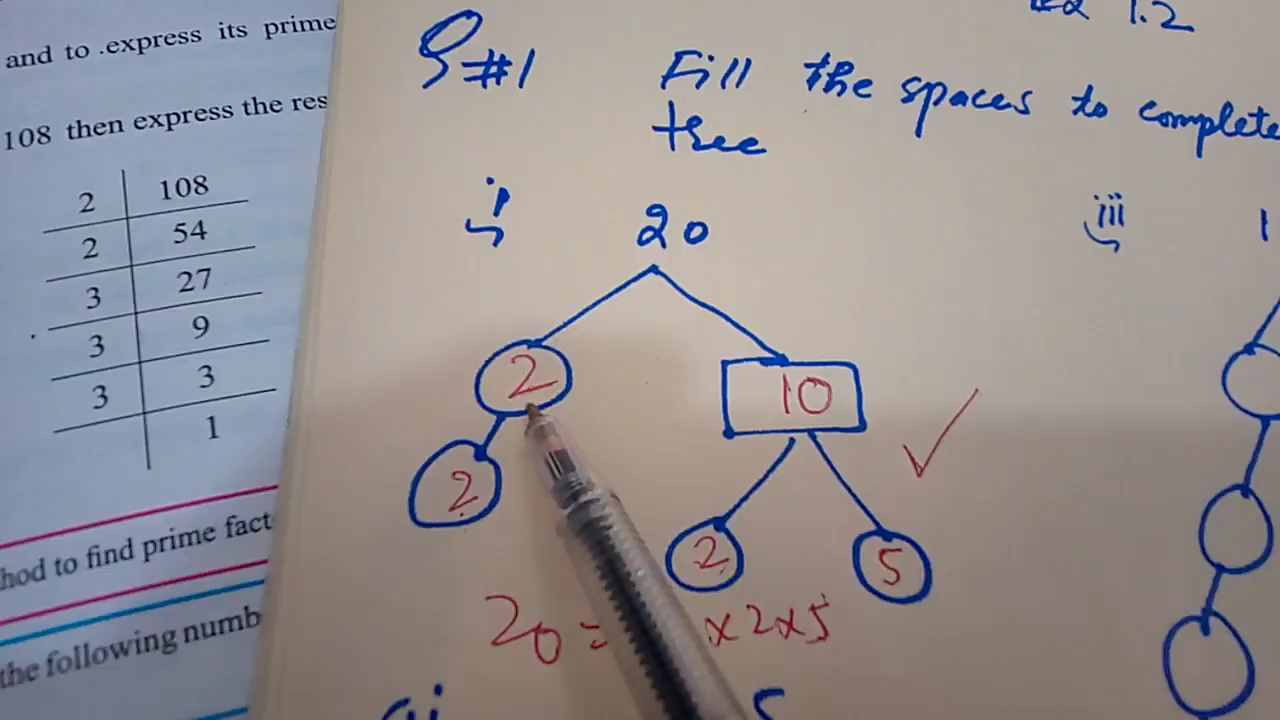 and to .express its prime
108 then express the res
2 108
2 54
3 27
3 9
3 3
1
hod to find prime fact
the following numb
1.2
Q #1 Fill the spaces to complete
tree
i 20
2 10
2
2 5
20 = x 2 x 5
iii 1